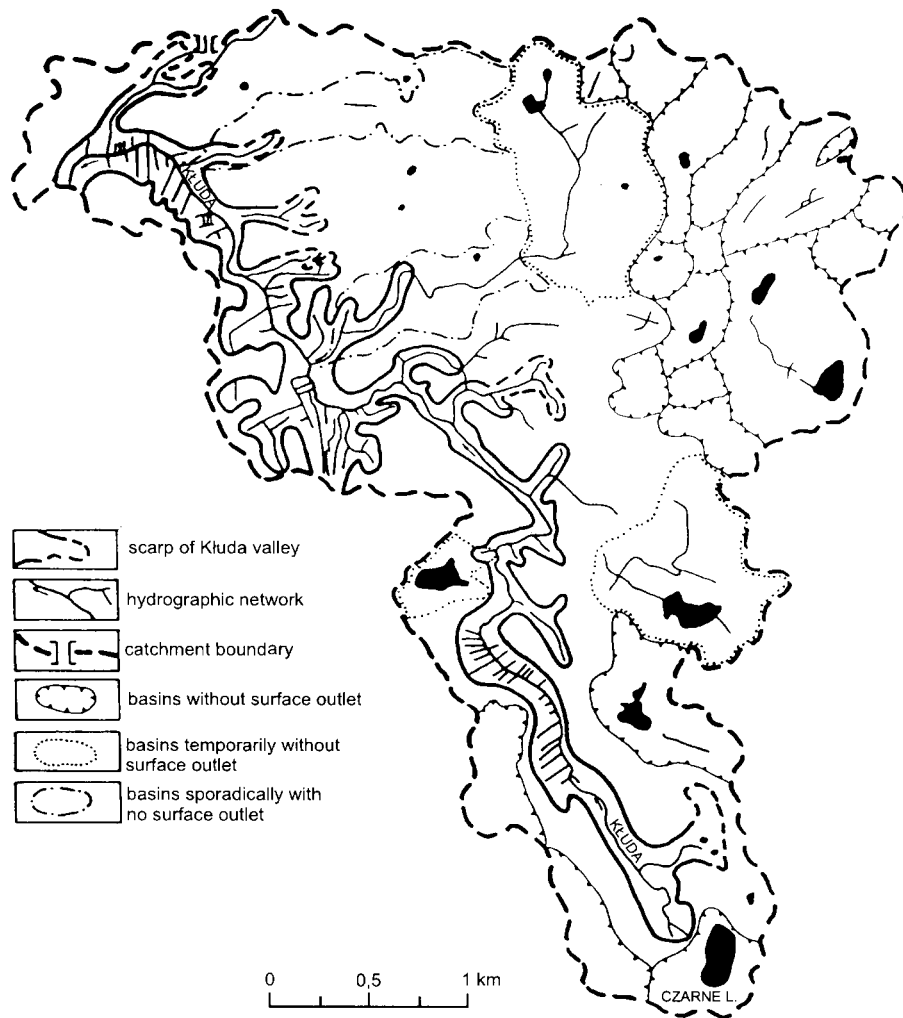 KŁUDA
scarp of Kłuda valley
hydrographic network
catchment boundary
basins without surface outlet
basins temporarily without
surface outlet
basins sporadically with
no surface outlet
KŁUDA
0 0,5 1 km
CZARNE L.